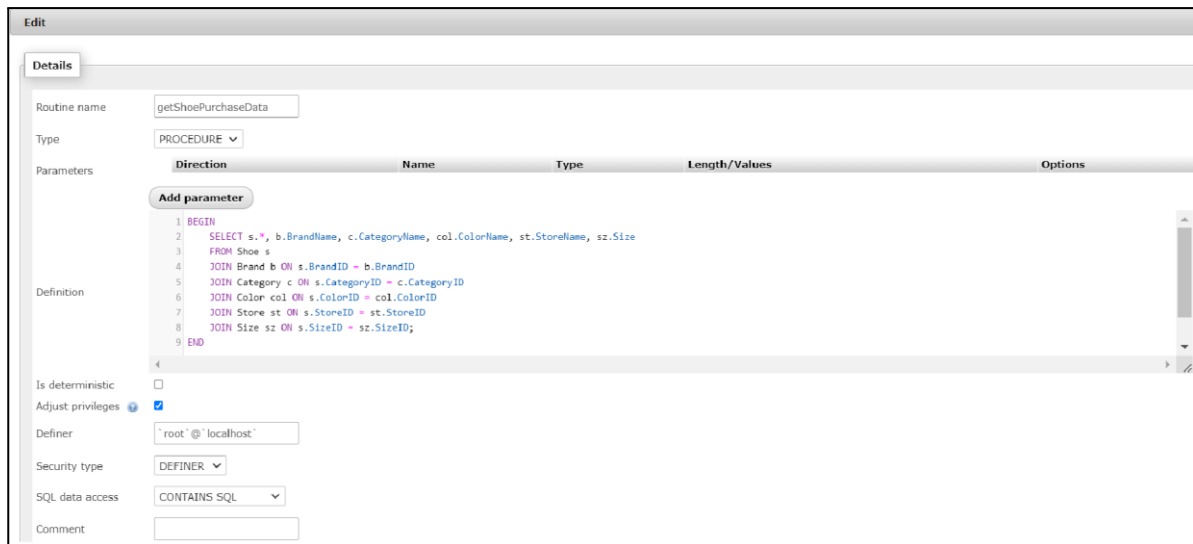 Edit
Details
Routine name getShoePurchaseData
Type PROCEDURE
Parameters Direction Name Type Length/Values Options
Add parameter
Definition
1 BEGIN
2 SELECT s.*, b.BrandName, c.CategoryName, col.ColorName, st.StoreName, sz.Size
3 FROM Shoe s
4 JOIN Brand b ON s.BrandID = b.BrandID
5 JOIN Category c ON s.CategoryID = c.CategoryID
6 JOIN Color col ON s.ColorID = col.ColorID
7 JOIN Store st ON s.StoreID = st.StoreID
8 JOIN Size sz ON s.SizeID = sz.SizeID;
9 END
Is deterministic
Adjust privileges
Definer `root`@`localhost`
Security type DEFINER
SQL data access CONTAINS SQL
Comment